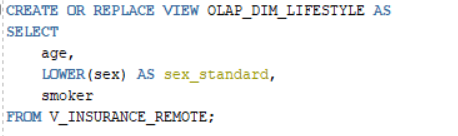 CREATE OR REPLACE VIEW OLAP_DIM_LIFESTYLE AS
SELECT
age,
LOWER(sex) AS sex_standard,
smoker
FROM V_INSURANCE_REMOTE;